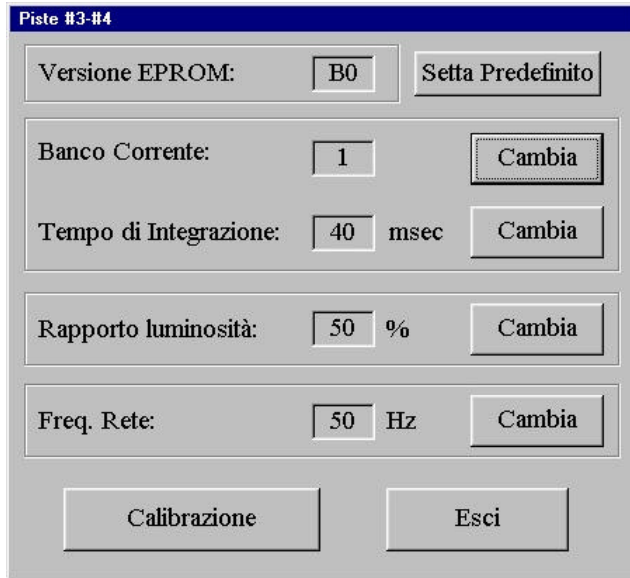 Piste #3-#4
Versione EPROM: B0 Setta Predefinito
Banco Corrente: 1 Cambia
Tempo di Integrazione: 40 msec Cambia
Rapporto luminosità: 50 % Cambia
Freq. Rete: 50 Hz Cambia
Calibrazione Esci